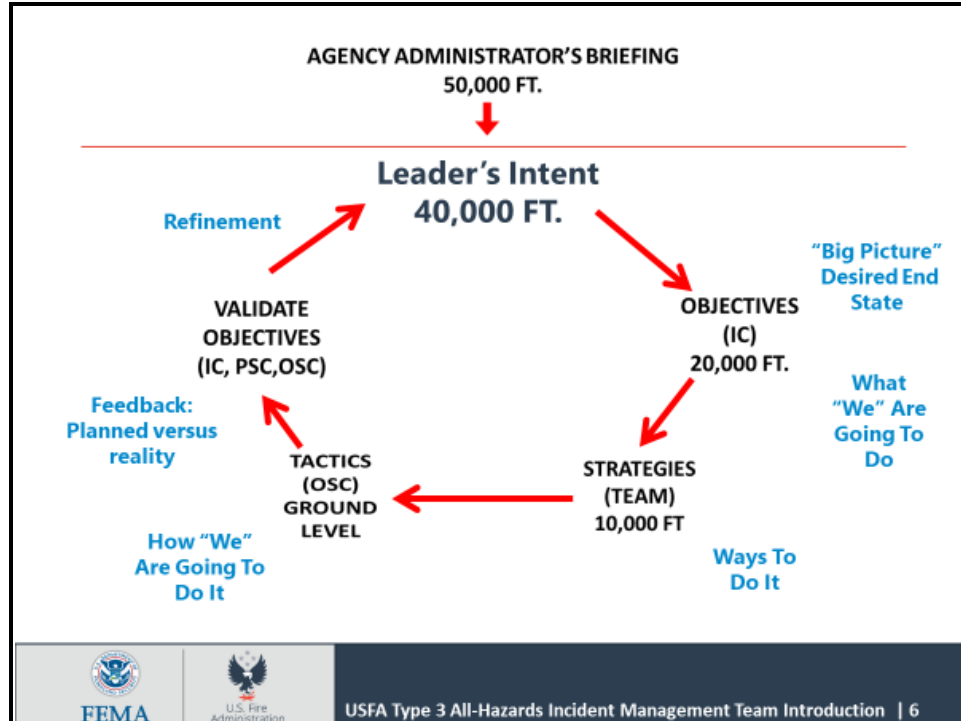 AGENCY ADMINISTRATOR'S BRIEFING
50,000 FT.
Leader's Intent
40,000 FT.
Refinement
"Big Picture"
Desired End
State
OBJECTIVES
(IC)
20,000 FT.
VALIDATE
OBJECTIVES
(IC, PSC,OSC)
What
"We" Are
Going To
Do
Feedback:
Planned versus
reality
STRATEGIES
(TEAM)
10,000 FT
TACTICS
(OSC)
GROUND
LEVEL
How "We"
Are Going To
Do It
Ways To
Do It
FEMA
U.S. Fire
Administration
USFA Type 3 All-Hazards Incident Management Team Introduction | 6